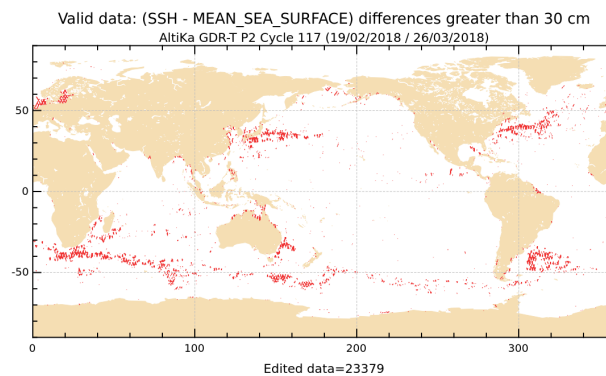 Valid data: (SSH - MEAN_SEA_SURFACE) differences greater than 30 cm
AltiKa GDR-T P2 Cycle 117 (19/02/2018 / 26/03/2018)
50
0
-50
0 100 200 300
Edited data=23379